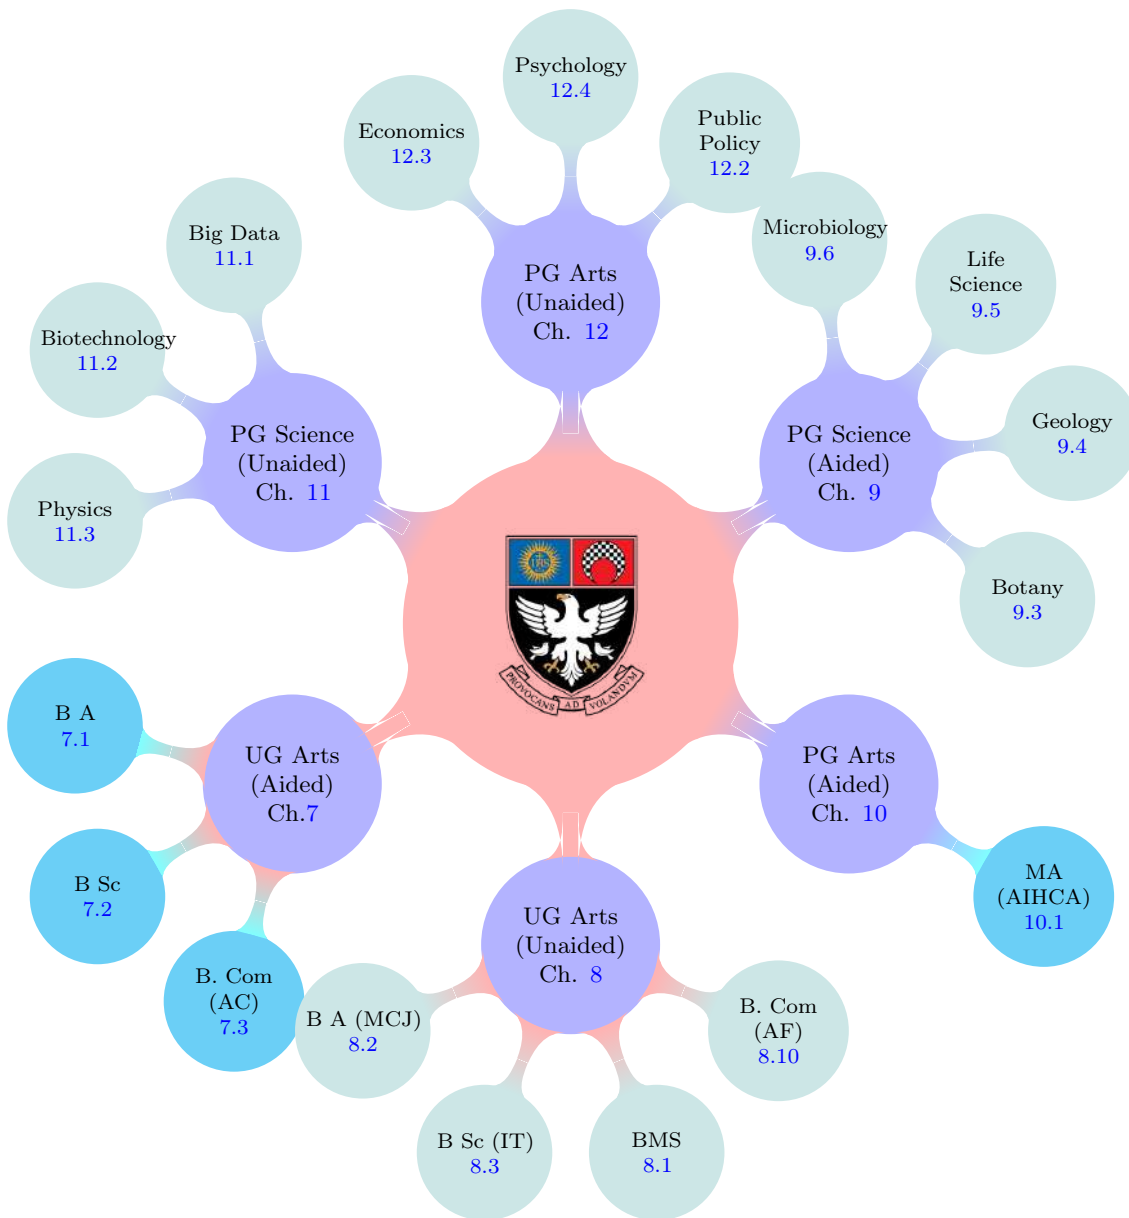 Psychology
12.4
Economics
12.3
Public
Policy
12.2
PG Arts
(Unaided)
Ch. 12
Big Data
11.1
Biotechnology
11.2
Physics
11.3
PG Science
(Unaided)
Ch. 11
Microbiology
9.6
Life
Science
9.5
Geology
9.4
Botany
9.3
PG Science
(Aided)
Ch. 9
IHS
PROVOCANS AD VOLANDVM
B A
7.1
B Sc
7.2
B. Com
(AC)
7.3
UG Arts
(Aided)
Ch.7
PG Arts
(Aided)
Ch. 10
MA
(AIHCA)
10.1
UG Arts
(Unaided)
Ch. 8
B A (MCJ)
8.2
B Sc (IT)
8.3
BMS
8.1
B. Com
(AF)
8.10